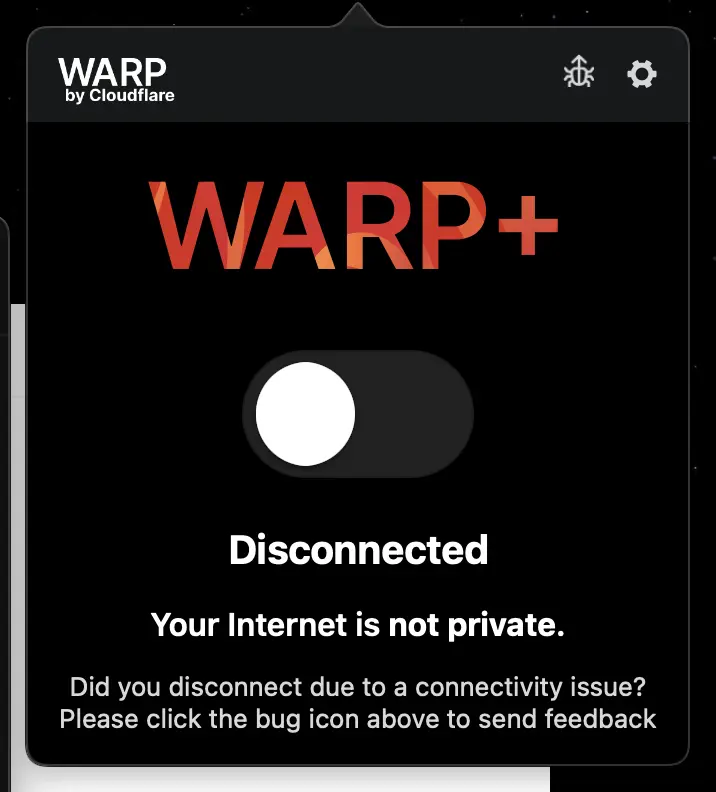 WARP
by Cloudflare
WARP+
Disconnected
Your Internet is not private.
Did you disconnect due to a connectivity issue?
Please click the bug icon above to send feedback